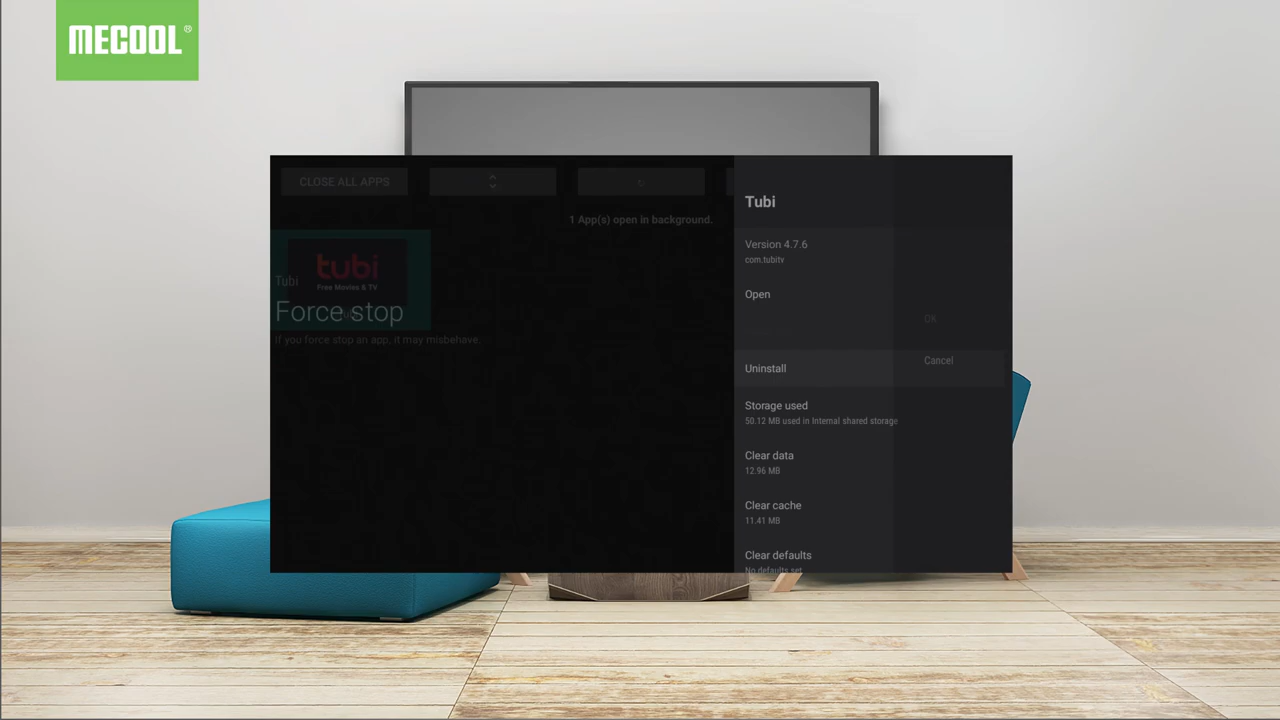 MECOOL®
CLOSE ALL APPS
1 App(s) open in background.
tubi
Free Movies & TV
Tubi
Force stop
If you force stop an app, it may misbehave.
Tubi
Version 4.7.6
com.tubitv
Open
OK
Cancel
Uninstall
Storage used
50.12 MB used in Internal shared storage
Clear data
12.96 MB
Clear cache
11.41 MB
Clear defaults
No defaults set